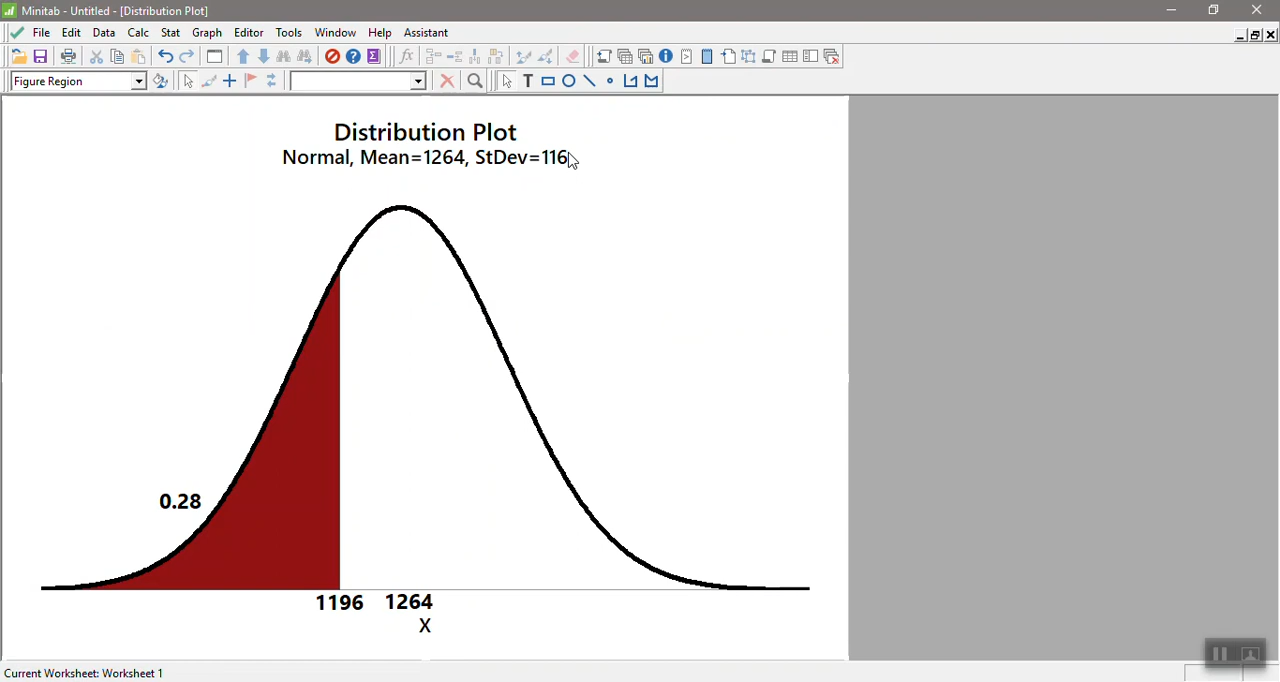 Minitab - Untitled - [Distribution Plot]
File Edit Data Calc Stat Graph Editor Tools Window Help Assistant
Figure Region
Distribution Plot
Normal, Mean=1264, StDev=116
0.28
1196 1264
X
Current Worksheet: Worksheet 1